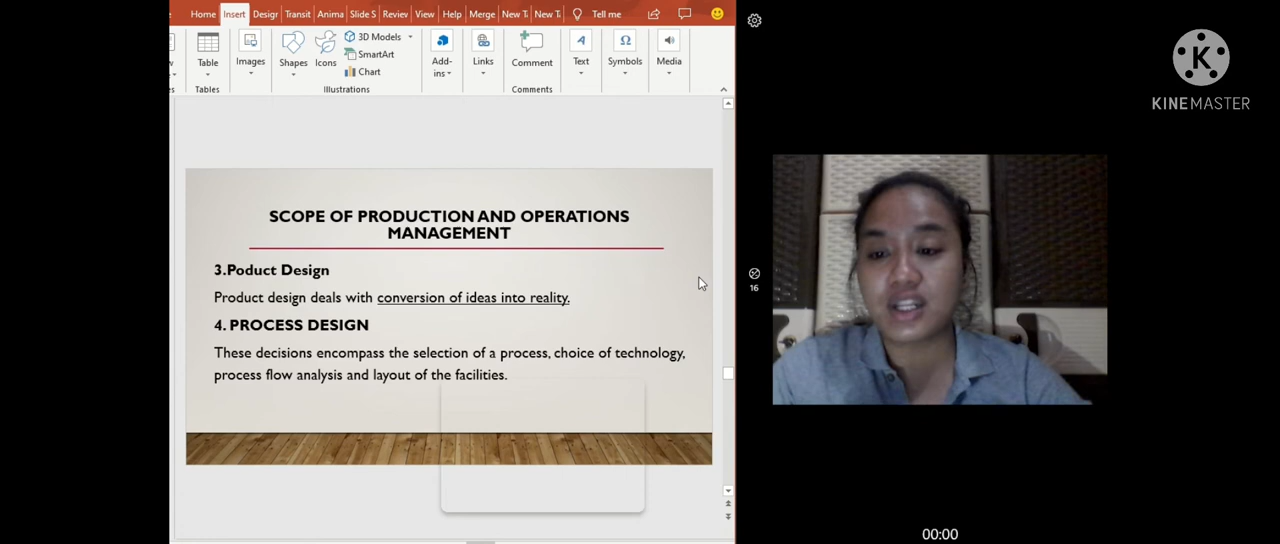 Home Insert Design Transit Anima Slide S Review View Help Merge New T New T Tell me
3D Models
SmartArt
Chart
Table Images Shapes Icons Add-ins Links Comment Text Symbols Media
Tables Illustrations Comments
SCOPE OF PRODUCTION AND OPERATIONS
MANAGEMENT
3.Poduct Design
Product design deals with conversion of ideas into reality.
4. PROCESS DESIGN
These decisions encompass the selection of a process, choice of technology,
process flow analysis and layout of the facilities.
16
K
KINEMASTER
00:00